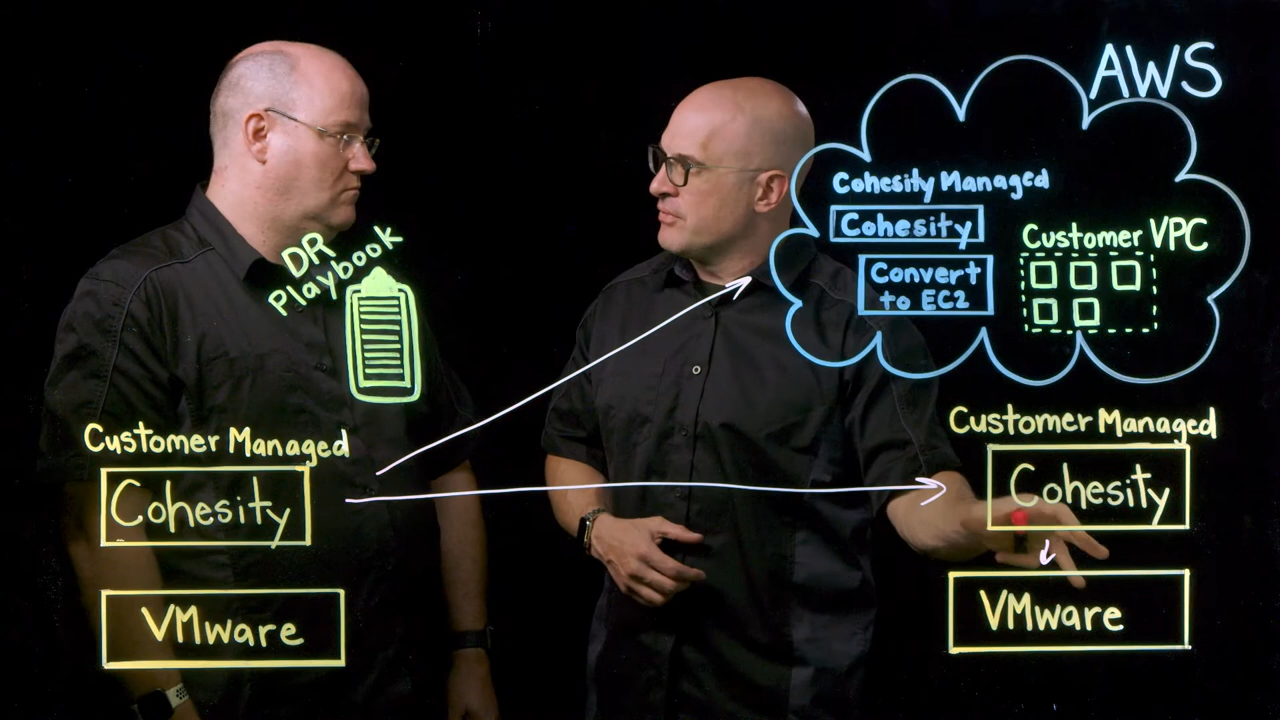 AWS
Cohesity Managed
Cohesity
Convert
to EC2
Customer VPC
DR
Playbook
Customer Managed
Cohesity
VMware
Customer Managed
Cohesity
VMware